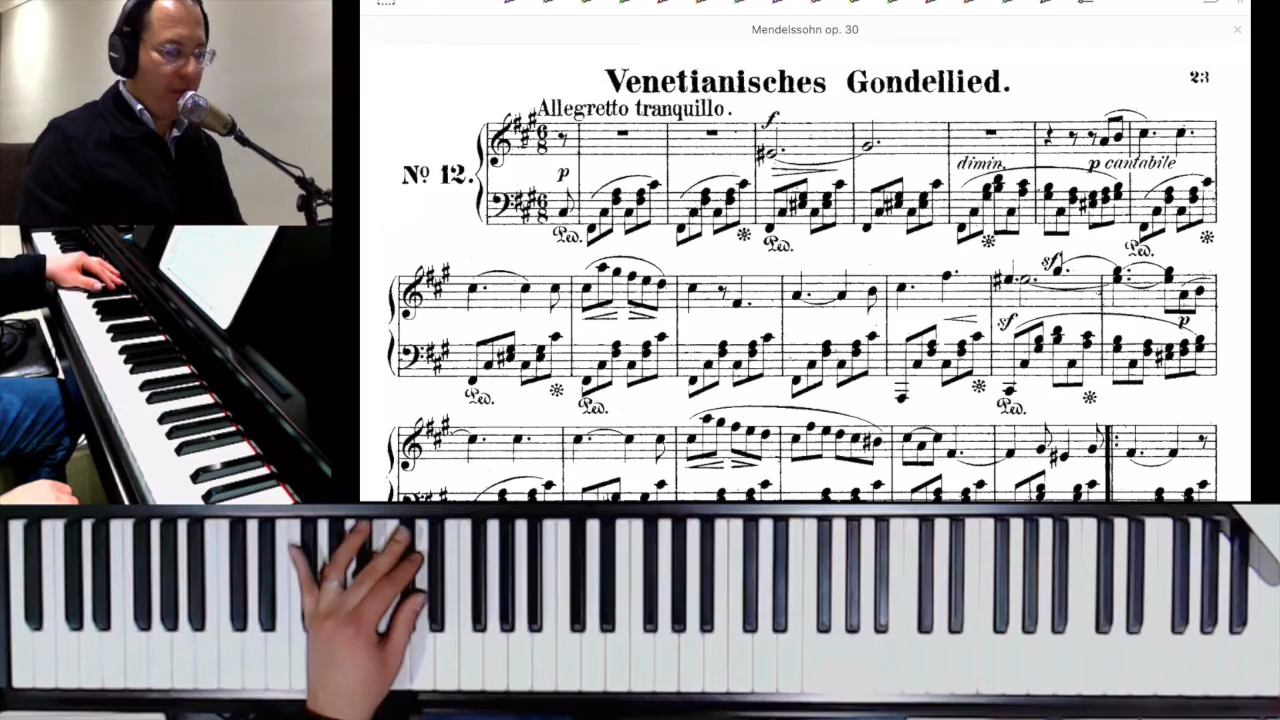 Mendelssohn op. 30
Venetianisches Gondellied.
23
Allegretto tranquillo.
Nº 12.
f
p
dimin.
p cantabile
Ped.
Ped.
Ped.
sf
sf
p
Ped.
Ped.
Ped.